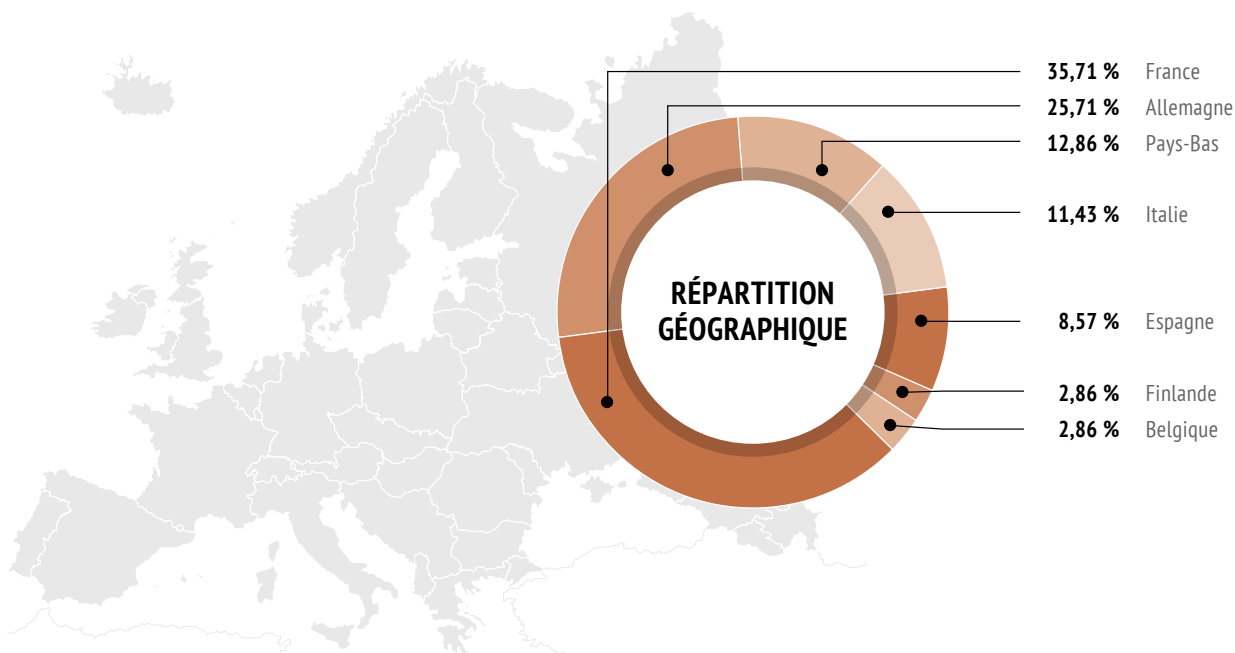 35,71 % France
25,71 % Allemagne
12,86 % Pays-Bas
11,43 % Italie
RÉPARTITION
GÉOGRAPHIQUE
8,57 % Espagne
2,86 % Finlande
2,86 % Belgique